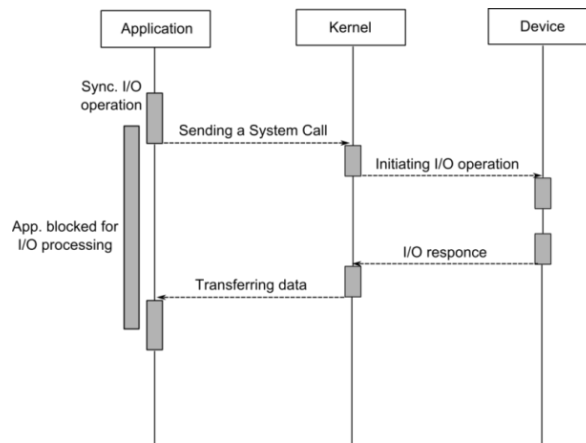 Application
Kernel
Device
Sync. I/O
operation
Sending a System Call
Initiating I/O operation
App. blocked for
I/O processing
I/O responce
Transferring data